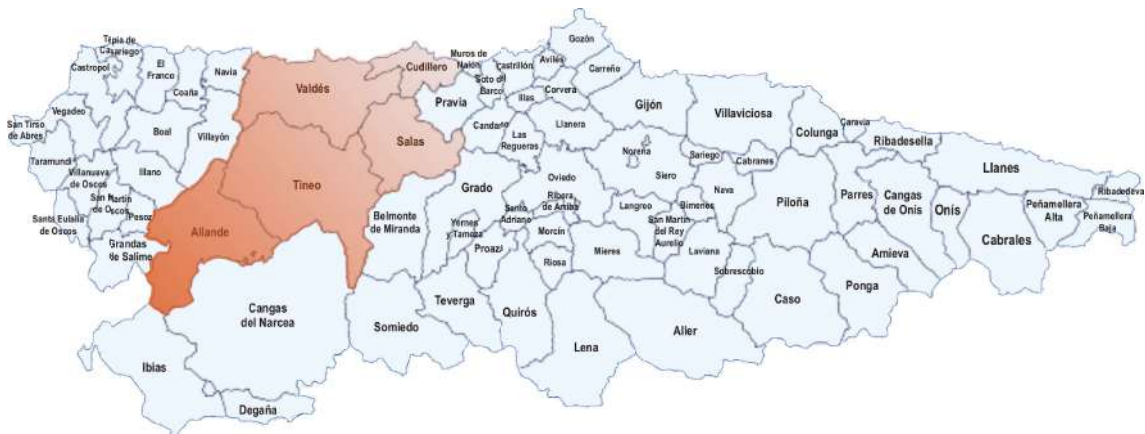 Tapia de
Casariego
Castropol
El
Franco
Coaña
Navia
Valdés
Cudillero
Muros de
Nalón
Soto del
Barco
Castrillón
Avilés
Gozón
Carreño
Illas
Corvera
Pravia
Gijón
Villaviciosa
Colunga
Caravia
Ribadesella
Llanes
Ribadedeva
Vegadeo
San Tirso
de Abres
Taramundi
Boal
Villayón
Salas
Candamo
Las
Regueras
Llanera
Noreña
Siero
Sariego
Cabranes
Nava
Villanueva
de Oscos
Illano
San Martín
de Oscos
Pesoz
Santa Eulalia
de Oscos
Grandas
de Salime
Allande
Tineo
Belmonte
de Miranda
Grado
Yernes
y Tameza
Santo
Adriano
Proaza
Oviedo
Ribera
de Arriba
Morcín
Riosa
Langreo
Mieres
San Martín
del Rey
Aurelio
Bimenes
Laviana
Sobrescobio
Piloña
Parres
Cangas
de Onís
Onís
Cabrales
Peñamellera
Alta
Peñamellera
Baja
Amieva
Ponga
Caso
Aller
Lena
Quirós
Teverga
Somiedo
Cangas
del Narcea
Ibias
Degaña